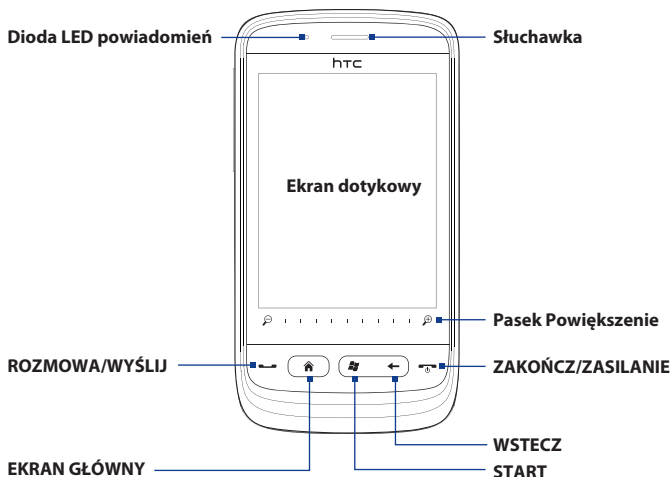 Dioda LED powiadomień
Słuchawka
hTC
Ekran dotykowy
Pasek Powiększenie
ROZMOWA/WYŚLIJ
ZAKOŃCZ/ZASILANIE
WSTECZ
EKRAN GŁÓWNY
START